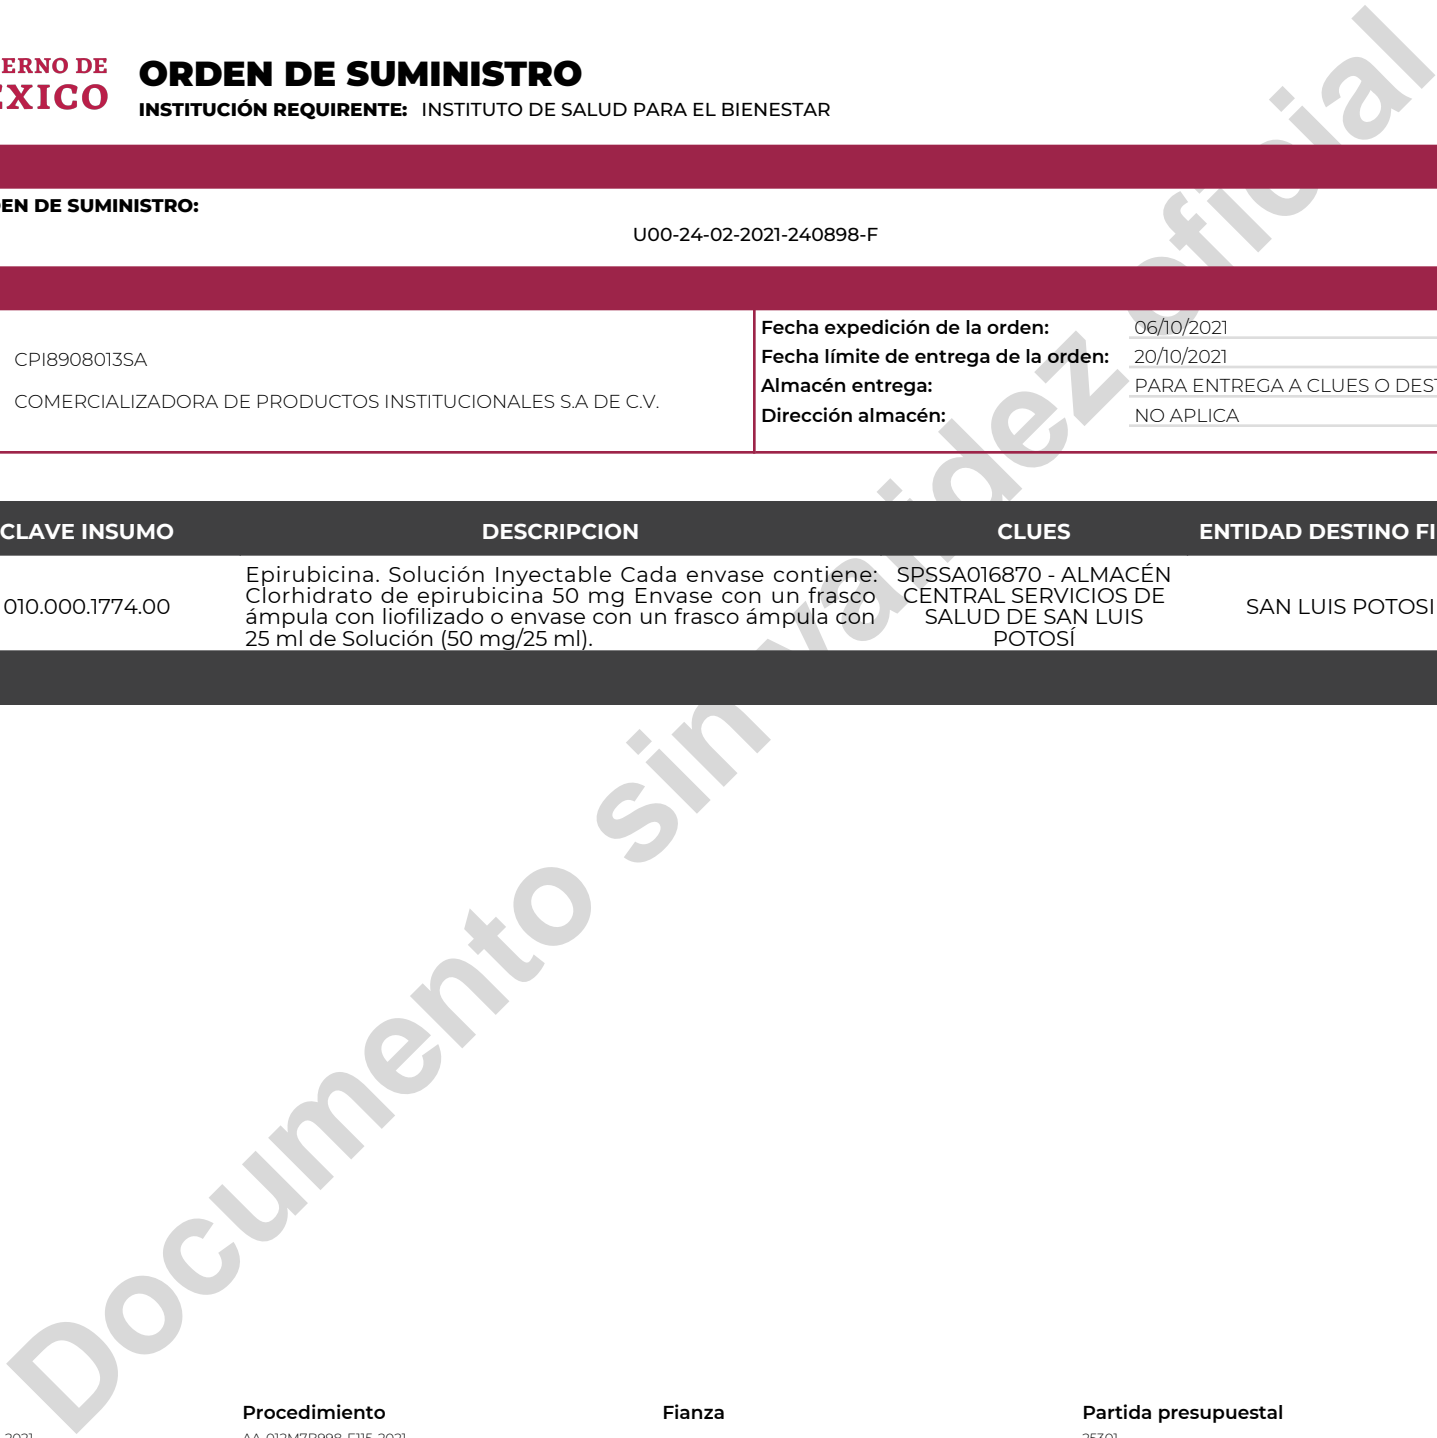 ERNO DE
EXICO
ORDEN DE SUMINISTRO
INSTITUCIÓN REQUIRENTE: INSTITUTO DE SALUD PARA EL BIENESTAR
EN DE SUMINISTRO:
U00-24-02-2021-240898-F
CPI8908013SA
COMERCIALIZADORA DE PRODUCTOS INSTITUCIONALES S.A DE C.V.
Fecha expedición de la orden: 06/10/2021
Fecha límite de entrega de la orden: 20/10/2021
Almacén entrega: PARA ENTREGA A CLUES O DEST
Dirección almacén: NO APLICA
CLAVE INSUMO DESCRIPCION CLUES ENTIDAD DESTINO FI
010.000.1774.00
Epirubicina. Solución Inyectable Cada envase contiene:
Clorhidrato de epirubicina 50 mg Envase con un frasco
ámpula con liofilizado o envase con un frasco ámpula con
25 ml de Solución (50 mg/25 ml).
SPSSA016870 - ALMACÉN
CENTRAL SERVICIOS DE
SALUD DE SAN LUIS
POTOSÍ
SAN LUIS POTOSI
Documento sin validez oficial
Procedimiento Fianza Partida presupuestal